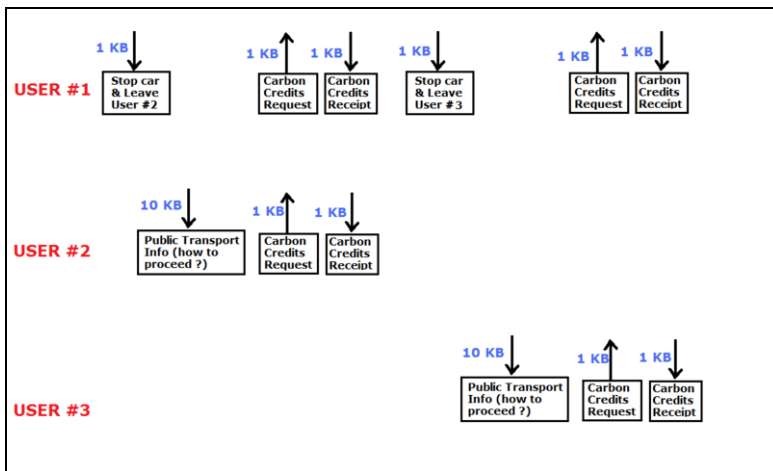 1 KB
1 KB
1 KB
1 KB
1 KB
1 KB
USER #1
Stop car
& Leave
User #2
Carbon
Credits
Request
Carbon
Credits
Receipt
Stop car
& Leave
User #3
Carbon
Credits
Request
Carbon
Credits
Receipt
10 KB
1 KB
1 KB
USER #2
Public Transport
Info (how to
proceed ?)
Carbon
Credits
Request
Carbon
Credits
Receipt
10 KB
1 KB
1 KB
USER #3
Public Transport
Info (how to
proceed ?)
Carbon
Credits
Request
Carbon
Credits
Receipt